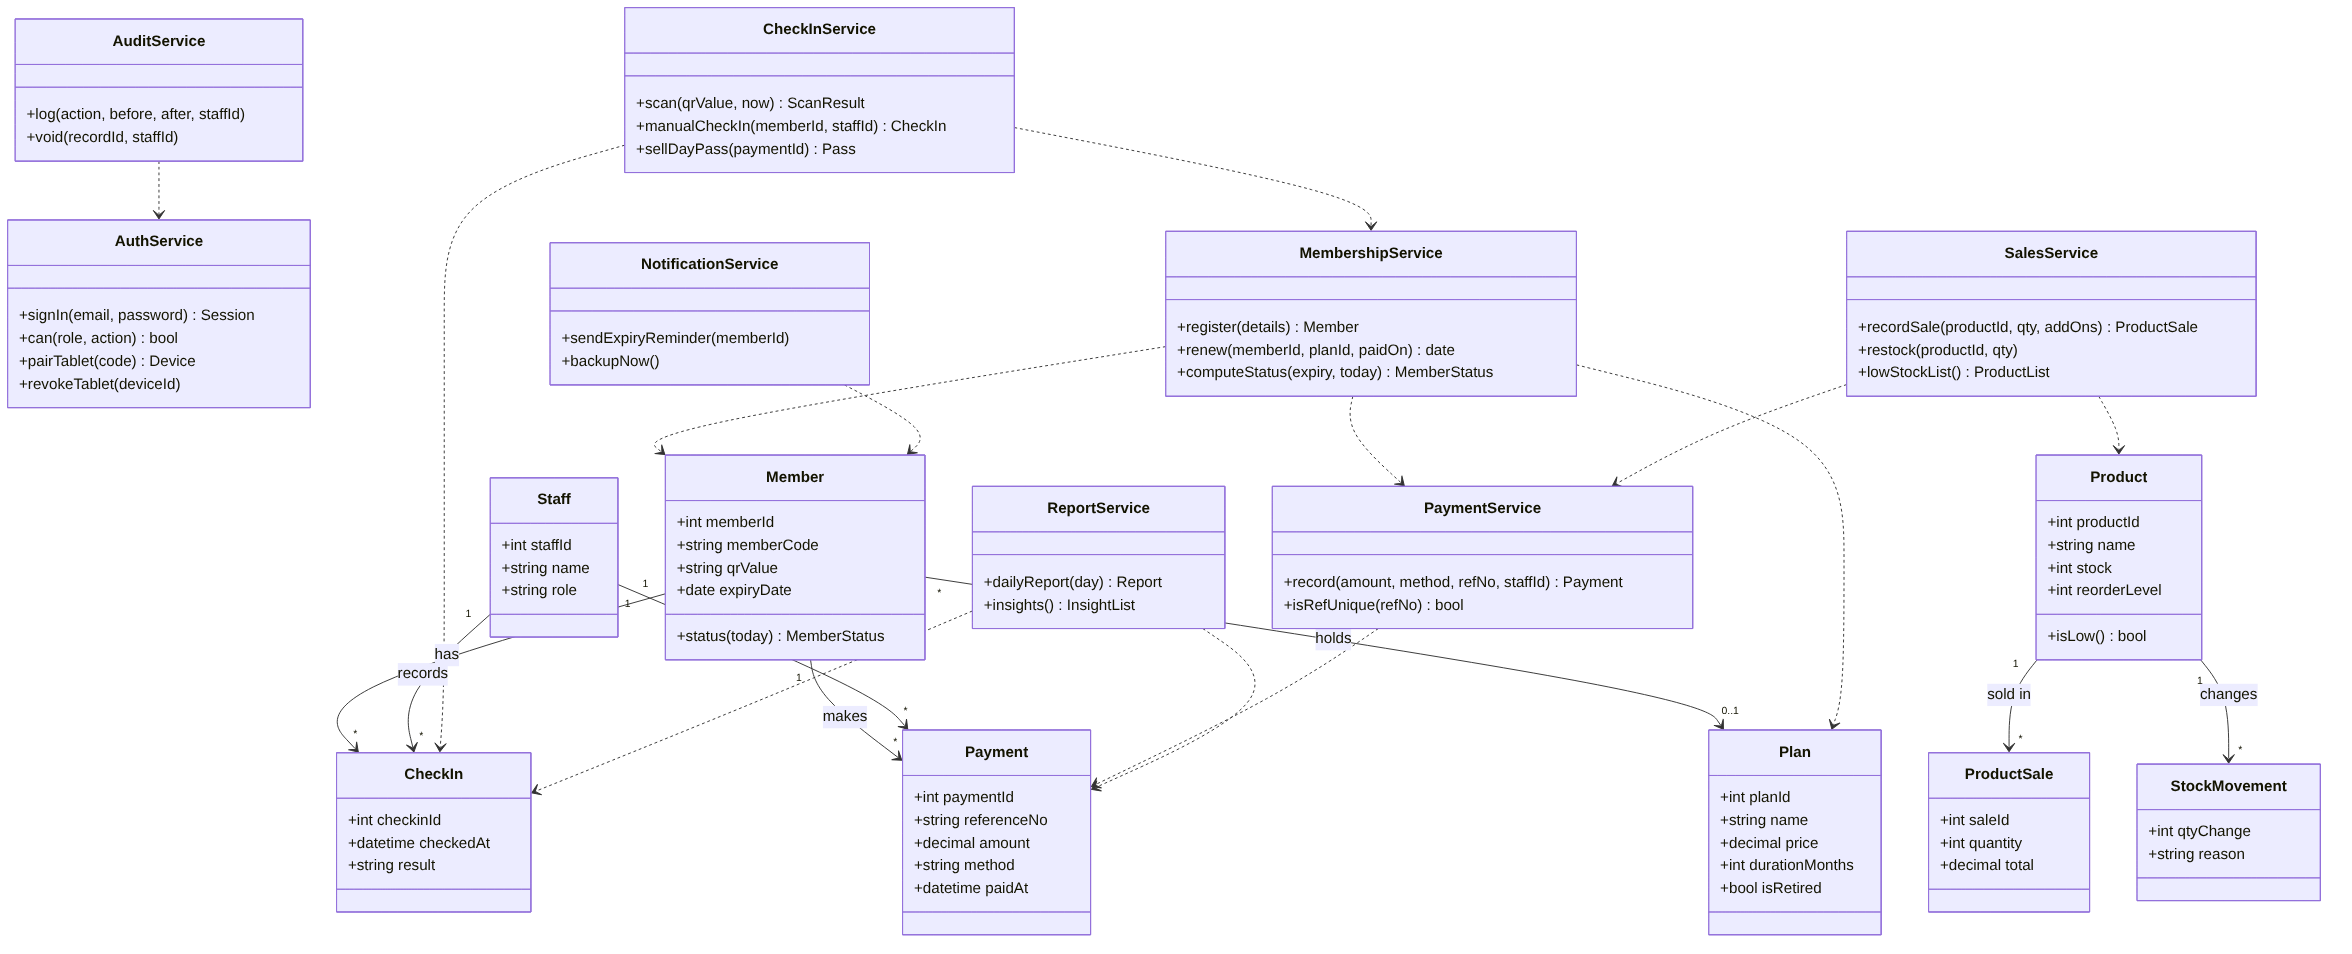 AuditService
+log(action, before, after, staffId)
+void(recordId, staffId)
CheckInService
+scan(qrValue, now) : ScanResult
+manualCheckIn(memberId, staffId) : CheckIn
+sellDayPass(paymentId) : Pass
AuthService
+signIn(email, password) : Session
+can(role, action) : bool
+pairTablet(code) : Device
+revokeTablet(deviceId)
NotificationService
+sendExpiryReminder(memberId)
+backupNow()
MembershipService
+register(details) : Member
+renew(memberId, planId, paidOn) : date
+computeStatus(expiry, today) : MemberStatus
SalesService
+recordSale(productId, qty, addOns) : ProductSale
+restock(productId, qty)
+lowStockList() : ProductList
Staff
+int staffId
+string name
+string role
Member
+int memberId
+string memberCode
+string qrValue
+date expiryDate
+status(today) : MemberStatus
ReportService
+dailyReport(day) : Report
+insights() : InsightList
PaymentService
+record(amount, method, refNo, staffId) : Payment
+isRefUnique(refNo) : bool
Product
+int productId
+string name
+int stock
+int reorderLevel
+isLow() : bool
1
1
1
*
has
records
holds
1
makes
1
sold in
1
changes
*
*
*
*
0..1
*
*
CheckIn
+int checkinId
+datetime checkedAt
+string result
Payment
+int paymentId
+string referenceNo
+decimal amount
+string method
+datetime paidAt
Plan
+int planId
+string name
+decimal price
+int durationMonths
+bool isRetired
ProductSale
+int saleId
+int quantity
+decimal total
StockMovement
+int qtyChange
+string reason